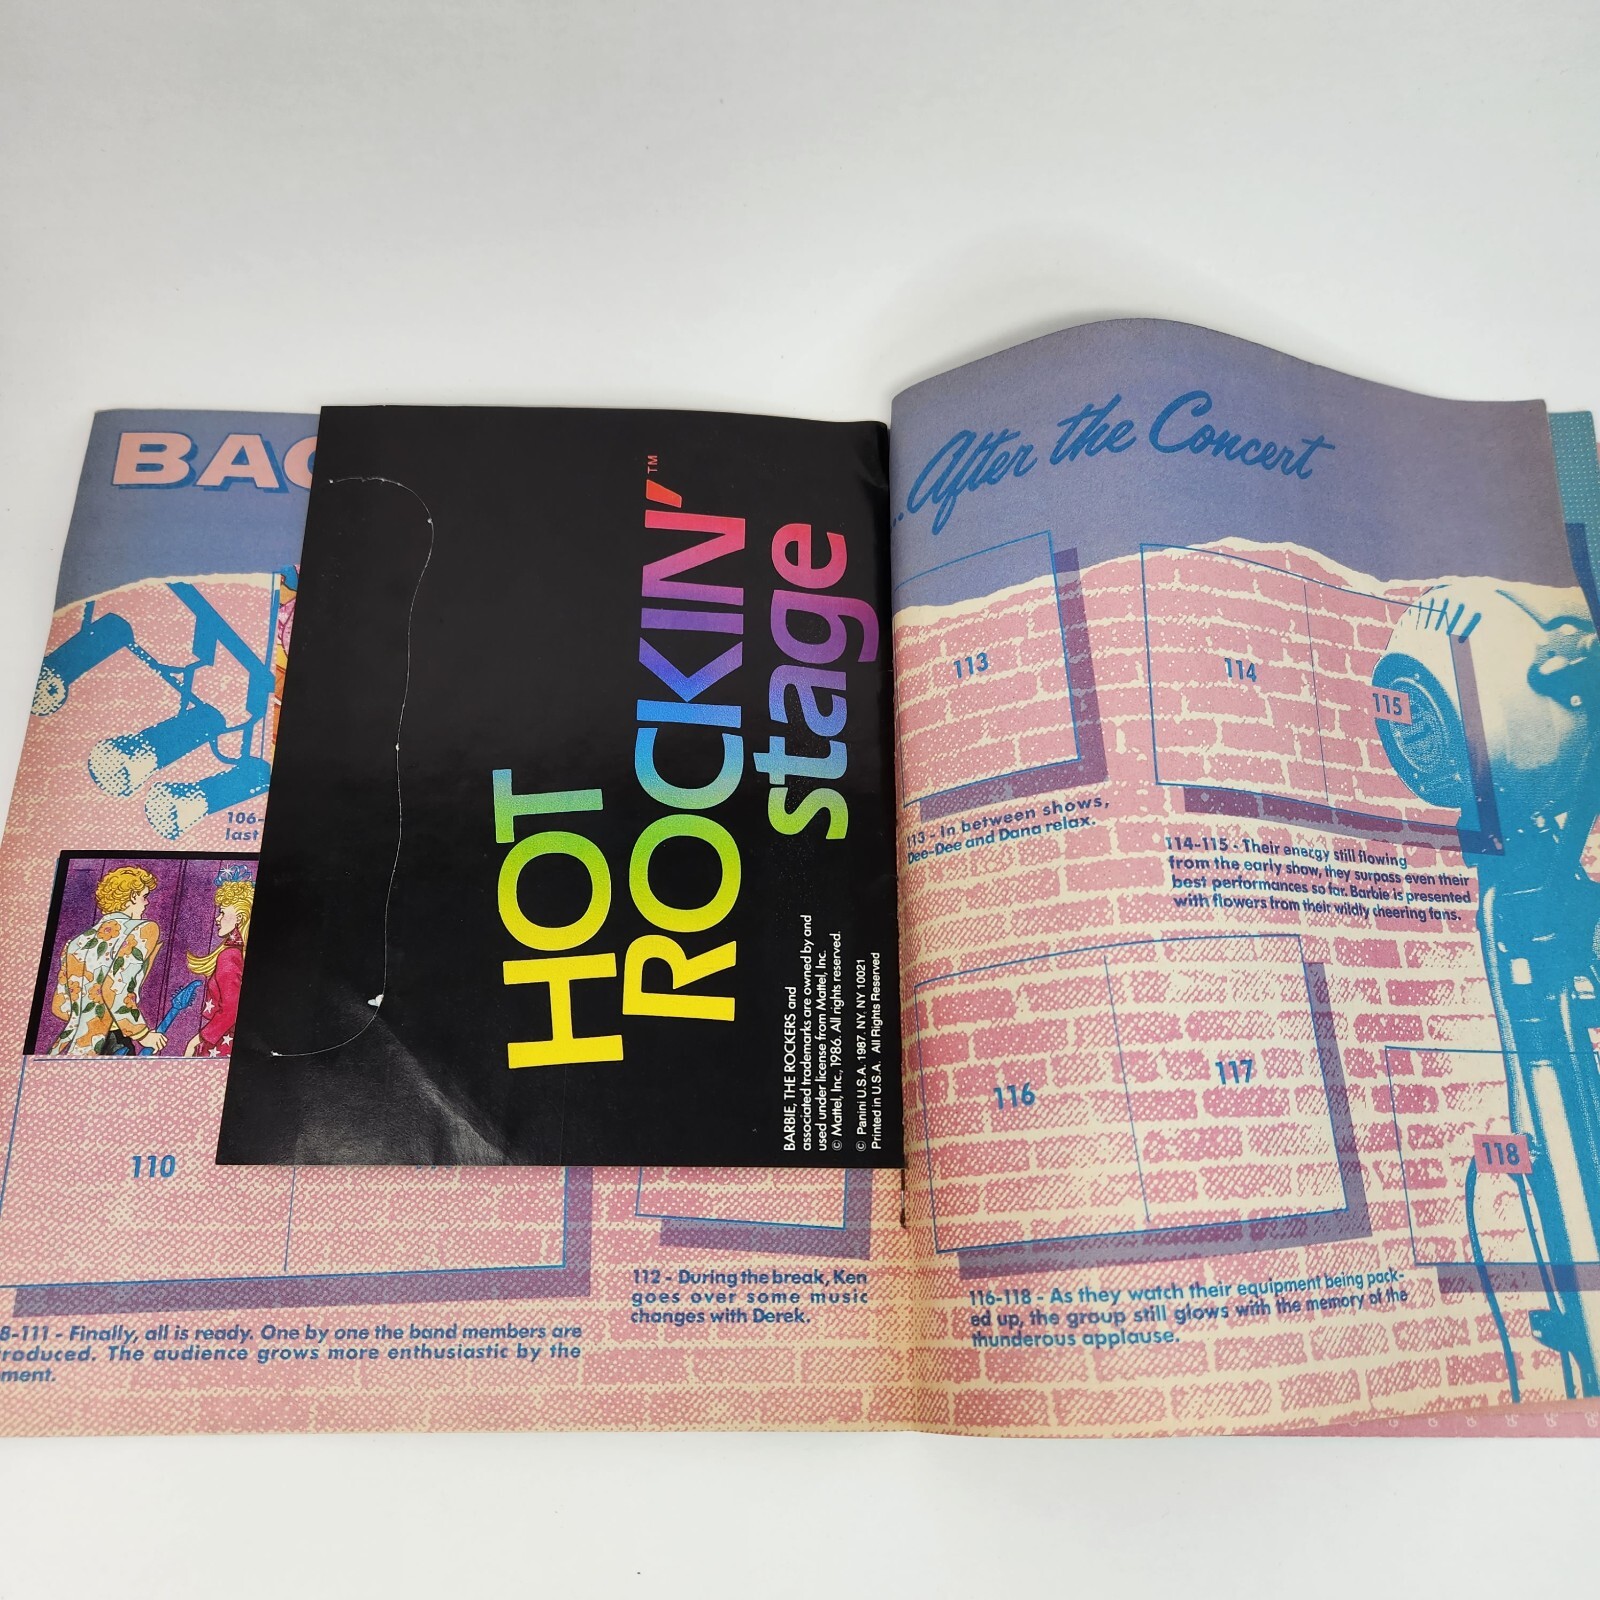 BAC
106-
last
110
8-111 - Finally, all is ready. One by one the band members are
roduced. The audience grows more enthusiastic by the
ment.
HOT
ROCKIN'™
stage
BARBIE, THE ROCKERS and
associated trademarks are owned by and
used under license from Mattel, Inc.
© Mattel, Inc., 1986. All rights reserved.
© Panini U.S.A. 1987. NY. NY 10021
Printed in U.S.A. All Rights Reserved
112 - During the break, Ken
goes over some music
changes with Derek.
..After the Concert
113
114
115
113 - In between shows,
Dee-Dee and Dana relax.
114-115 - Their energy still flowing
from the early show, they surpass even their
best performances so far. Barbie is presented
with flowers from their wildly cheering fans.
116
117
118
116-118 - As they watch their equipment being pack-
ed up, the group still glows with the memory of the
thunderous applause.